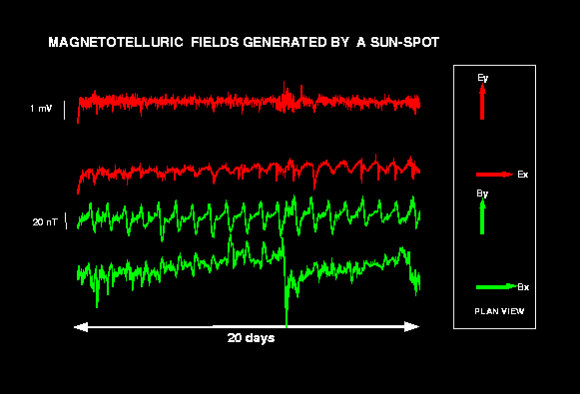 MAGNETOTELLURIC FIELDS GENERATED BY A SUN-SPOT
1 mV
20 nT
20 days
Ey
Ex
By
Bx
PLAN VIEW